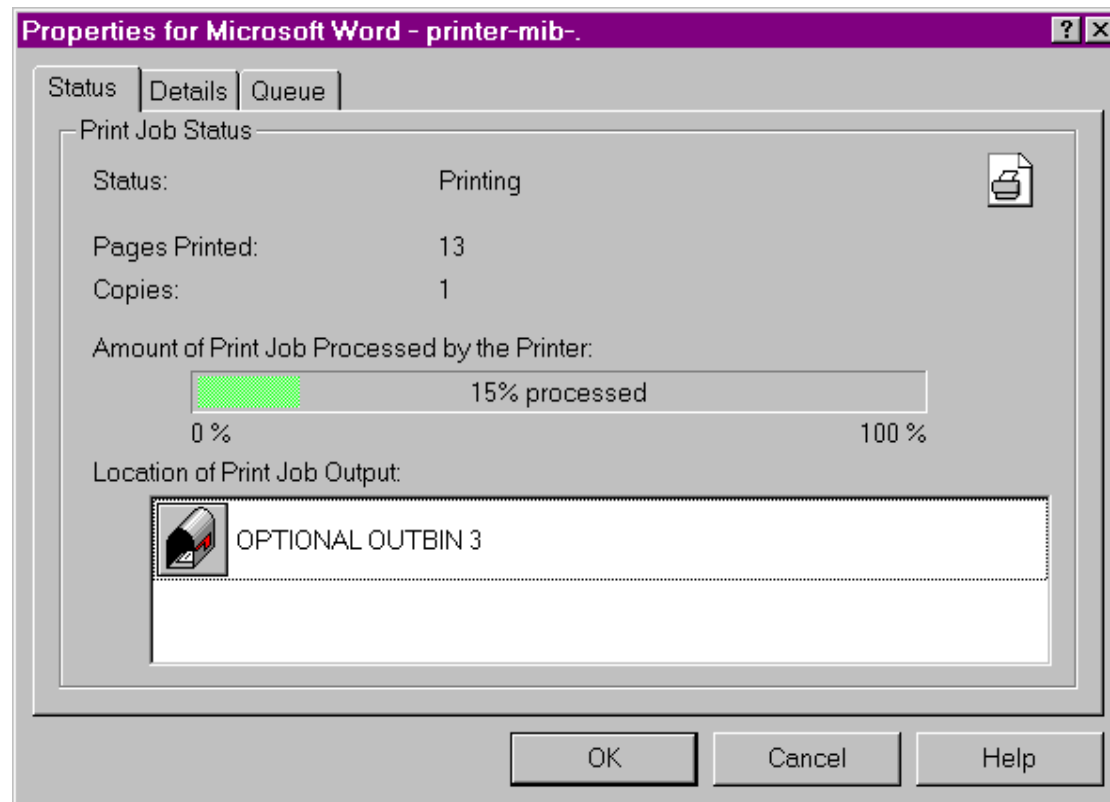 Properties for Microsoft Word - printer-mib-.
? X
Status Details Queue
Print Job Status
Status: Printing
Pages Printed: 13
Copies: 1
Amount of Print Job Processed by the Printer:
15% processed
0 % 100 %
Location of Print Job Output:
OPTIONAL OUTBIN 3
OK Cancel Help